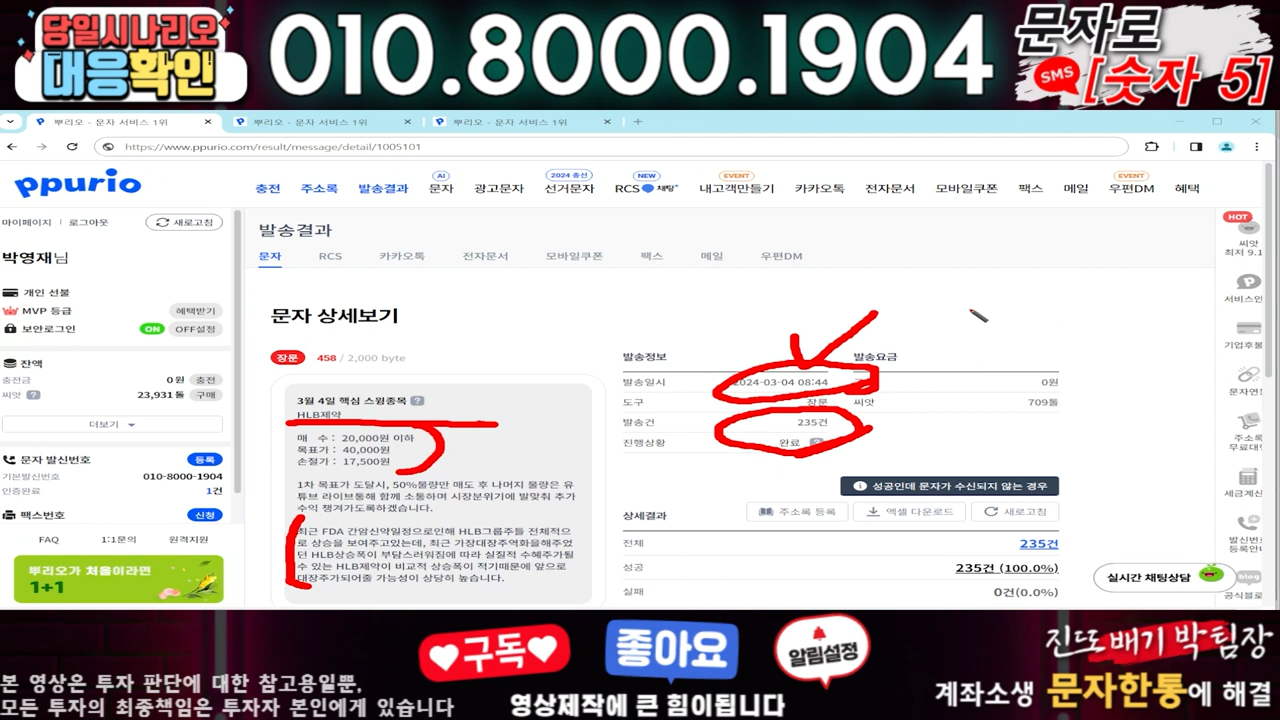 당일시나리오
대응확인
010.8000.1904
문자로
SMS
[숫자 5]
뿌리오 - 문자 서비스 1위
뿌리오 - 문자 서비스 1위
뿌리오 - 문자 서비스 1위
https://www.ppurio.com/result/message/detail/1005101
ppurio
AI
2024 총선
NEW
EVENT
EVENT
충전 주소록 발송결과 문자 광고문자 선거문자 RCS 채팅+ 내고객만들기 카카오톡 전자문서 모바일쿠폰 팩스 메일 우편DM 혜택
마이페이지 | 로그아웃
새로고침
박영재님
개인 선불
MVP 등급 혜택받기
보안로그인 ON OFF설정
잔액
충전금 0원 충전
씨앗 ? 23,931톨 구매
더보기
문자 발신번호 등록
기본발신번호 010-8000-1904
인증완료 1건
팩스번호 신청
FAQ 1:1문의 원격지원
뿌리오가 처음이라면
1+1
발송결과
문자 RCS 카카오톡 전자문서 모바일쿠폰 팩스 메일 우편DM
문자 상세보기
장문 458 / 2,000 byte
3월 4일 핵심 스윙종목 ?
HLB제약
매 수 : 20,000원 이하
목표가 : 40,000원
손절가 : 17,500원
1차 목표가 도달시, 50%물량만 매도 후 나머지 물량은 유
튜브 라이브통해 함께 소통하며 시장분위기에 발맞춰 추가
수익 챙겨가도록하겠습니다.
최근 FDA 간암신약일정으로인해 HLB그룹주들 전체적으
로 상승을 보여주고있는데, 최근 가장대장주역화을해주었
던 HLB상승폭이 부담스러워짐에 따라 실질적 수혜주가될
수 있는 HLB제약이 비교적 상승폭이 적기때문에 앞으로
대장주가되어줄 가능성이 상당히 높습니다.
발송정보
발송일시 2024-03-04 08:44
도구 장문
발송건 235건
진행상황 완료 ?
발송요금
0원
씨앗 709톨
성공인데 문자가 수신되지 않는 경우
상세결과
주소록 등록
엑셀 다운로드
새로고침
전체 235건
성공 235건 (100.0%)
실패 0건(0.0%)
HOT
씨앗
최저 9.1
서비스인
기업후불
문자연동
주소록
무료대량
세금계산
발신번호
등록안내
blog
공식블로
실시간 채팅상담
구독
좋아요
알림설정
영상제작에 큰 힘이됩니다
본 영상은 투자 판단에 대한 참고용일뿐,
모든 투자의 최종책임은 투자자 본인에게 있습니다
진또배기 박팀장
계좌소생 문자한통에 해결